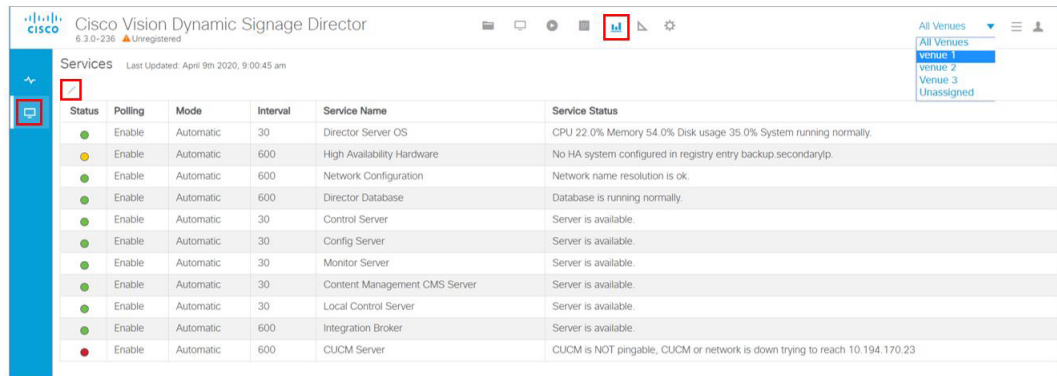 CISCO
Cisco Vision Dynamic Signage Director
6.3.0-236 Unregistered
All Venues
All Venues
venue 1
venue 2
Venue 3
Unassigned
Services Last Updated: April 9th 2020, 9:00:45 am
Status Polling Mode Interval Service Name Service Status
Enable Automatic 30 Director Server OS CPU 22.0% Memory 54.0% Disk usage 35.0% System running normally.
Enable Automatic 600 High Availability Hardware No HA system configured in registry entry backup.secondaryIp.
Enable Automatic 600 Network Configuration Network name resolution is ok.
Enable Automatic 600 Director Database Database is running normally.
Enable Automatic 30 Control Server Server is available.
Enable Automatic 30 Config Server Server is available.
Enable Automatic 30 Monitor Server Server is available.
Enable Automatic 30 Content Management CMS Server Server is available.
Enable Automatic 30 Local Control Server Server is available.
Enable Automatic 600 Integration Broker Server is available.
Enable Automatic 600 CUCM Server CUCM is NOT pingable, CUCM or network is down trying to reach 10.194.170.23